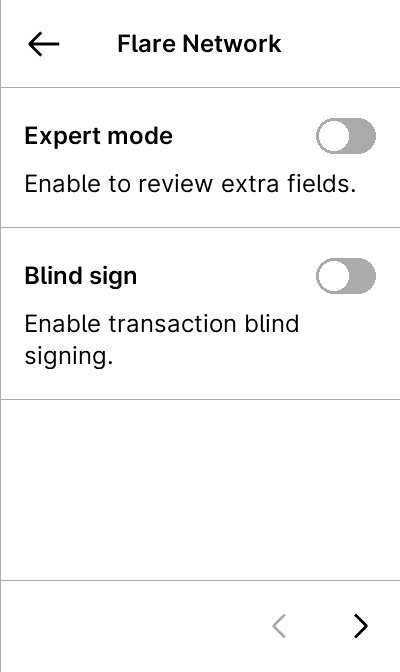 Flare Network
Expert mode
Enable to review extra fields.
Blind sign
Enable transaction blind
signing.